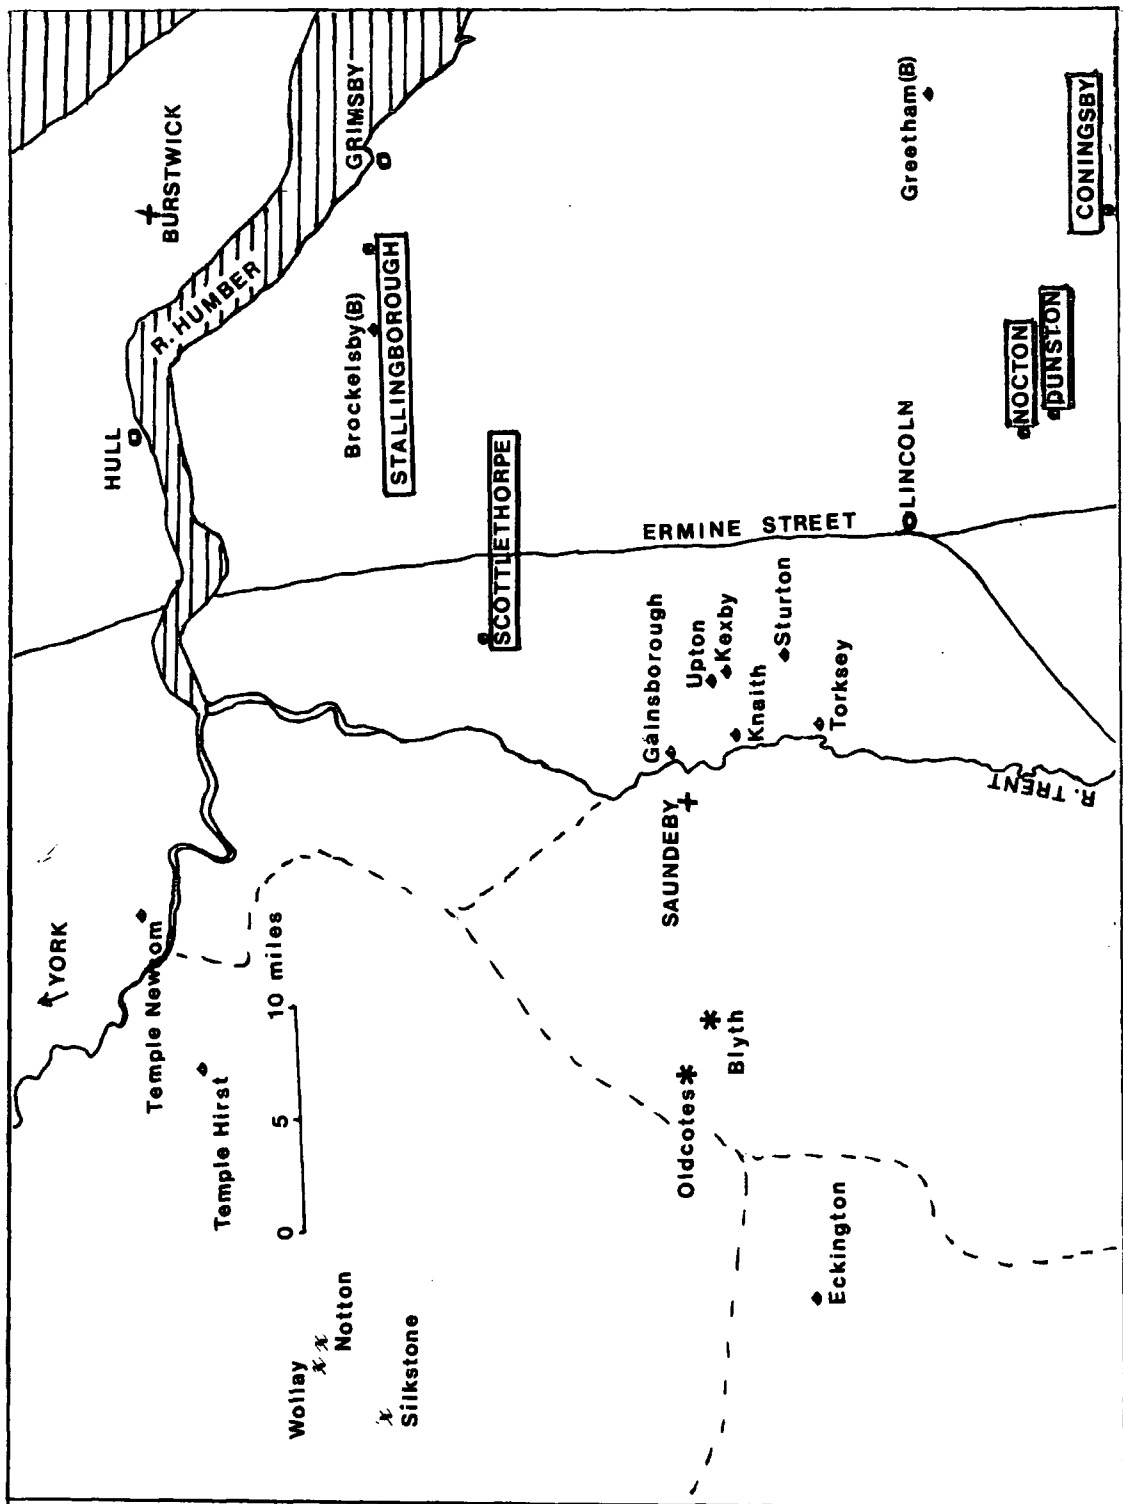 YORK
HULL
BURSTWICK
Temple Newsom
R. HUMBER
Temple Hirst
0 5 10 miles
GRIMSBY
Wollay
Notton
Brockelsby(B)
STALLINGBOROUGH
Silkstone
SCOTTLETHORPE
ERMINE STREET
Gainsborough
SAUNDEBY
Upton
Kexby
Oldcotes
Blyth
Knaith
Sturton
Eckington
Torksey
LINCOLN
Greetham(B)
R. TRENT
NOCTON
DUNSTON
CONINGSBY